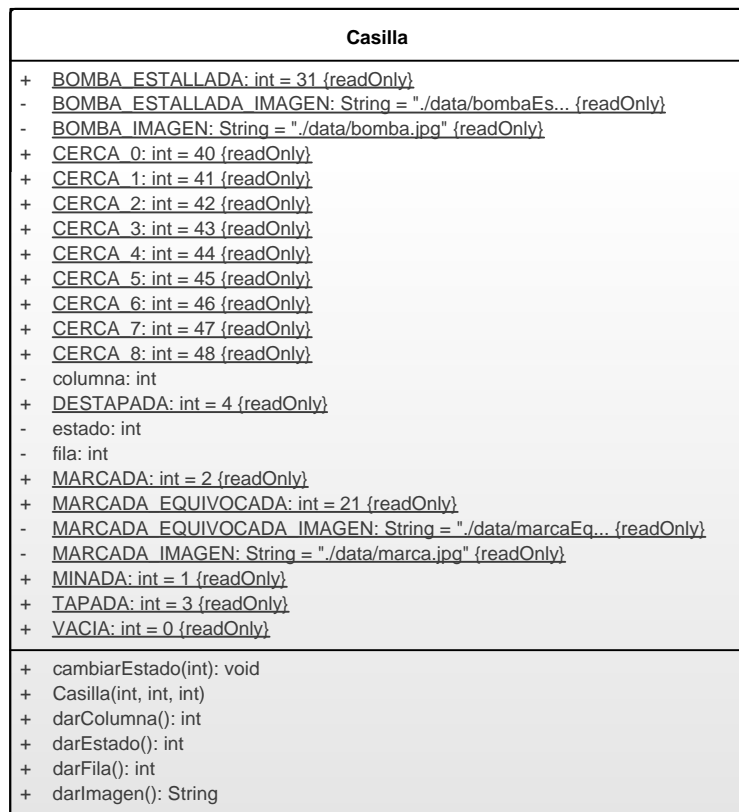 Casilla
+ BOMBA_ESTALLADA: int = 31 {readOnly}
- BOMBA_ESTALLADA_IMAGEN: String = "./data/bombaEs... {readOnly}
- BOMBA_IMAGEN: String = "./data/bomba.jpg" {readOnly}
+ CERCA_0: int = 40 {readOnly}
+ CERCA_1: int = 41 {readOnly}
+ CERCA_2: int = 42 {readOnly}
+ CERCA_3: int = 43 {readOnly}
+ CERCA_4: int = 44 {readOnly}
+ CERCA_5: int = 45 {readOnly}
+ CERCA_6: int = 46 {readOnly}
+ CERCA_7: int = 47 {readOnly}
+ CERCA_8: int = 48 {readOnly}
- columna: int
+ DESTAPADA: int = 4 {readOnly}
- estado: int
- fila: int
+ MARCADA: int = 2 {readOnly}
+ MARCADA_EQUIVOCADA: int = 21 {readOnly}
- MARCADA_EQUIVOCADA_IMAGEN: String = "./data/marcaEq... {readOnly}
- MARCADA_IMAGEN: String = "./data/marca.jpg" {readOnly}
+ MINADA: int = 1 {readOnly}
+ TAPADA: int = 3 {readOnly}
+ VACIA: int = 0 {readOnly}
+ cambiarEstado(int): void
+ Casilla(int, int, int)
+ darColumna(): int
+ darEstado(): int
+ darFila(): int
+ darImagen(): String